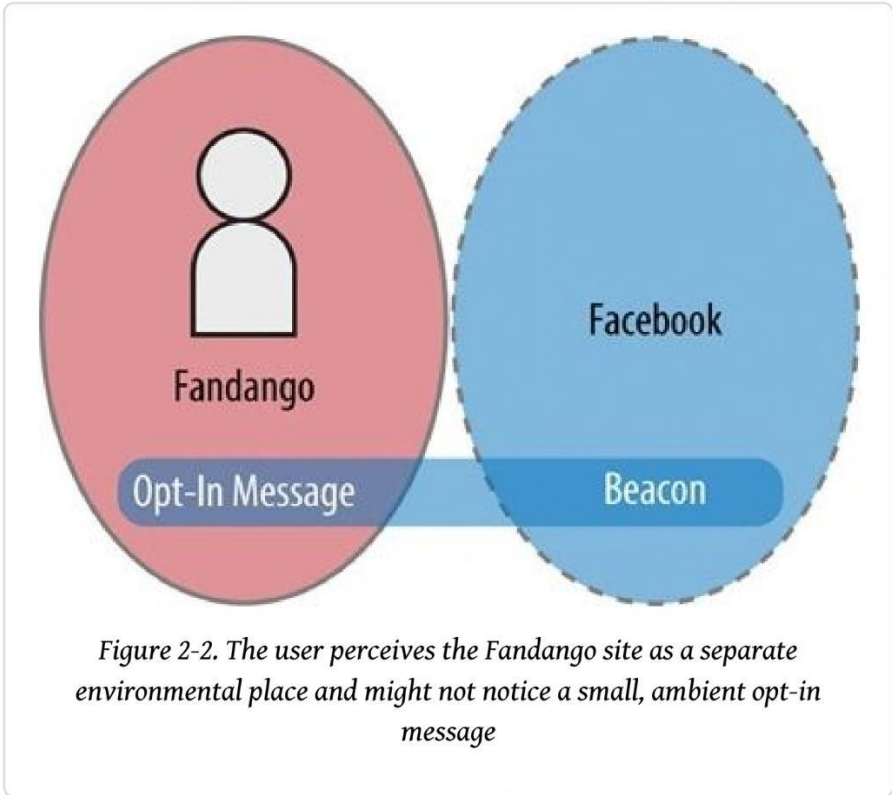 Facebook
Fandango
Opt-In Message
Beacon
Figure 2-2. The user perceives the Fandango site as a separate
environmental place and might not notice a small, ambient opt-in
message